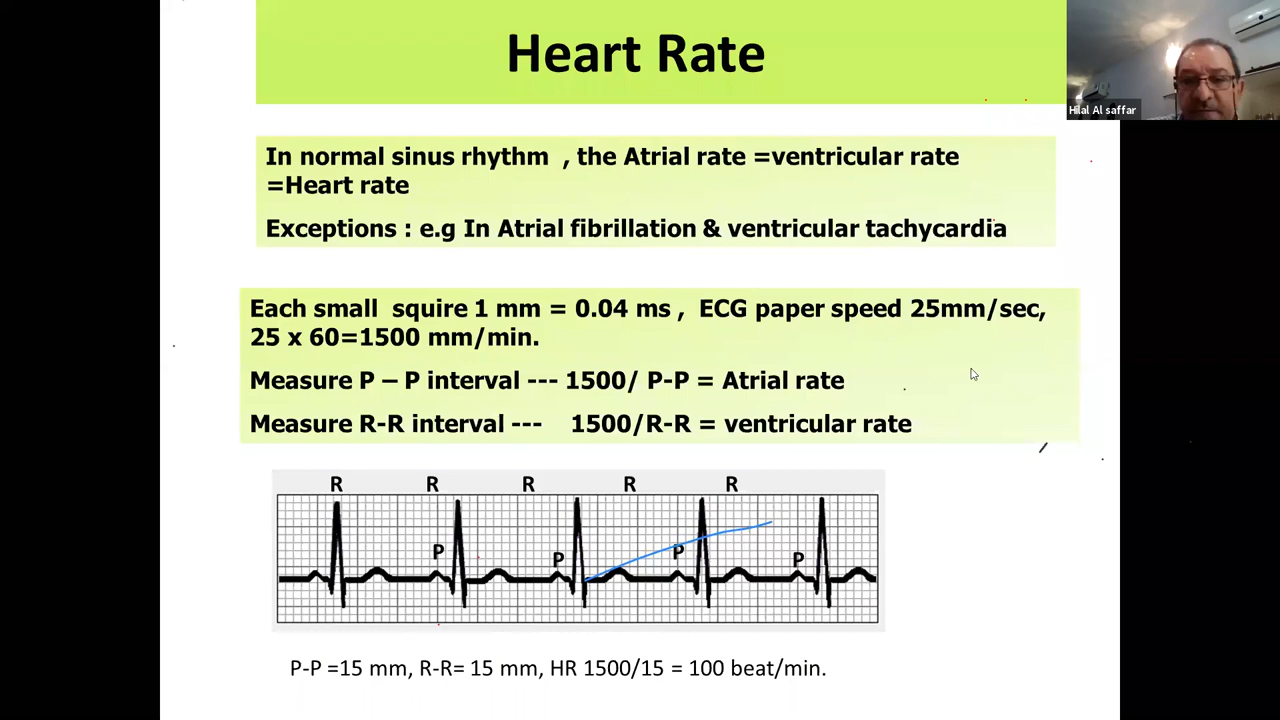 Heart Rate
Hilal Al saffar
In normal sinus rhythm , the Atrial rate =ventricular rate
=Heart rate
Exceptions : e.g In Atrial fibrillation & ventricular tachycardia
Each small squire 1 mm = 0.04 ms , ECG paper speed 25mm/sec,
25 x 60=1500 mm/min.
Measure P – P interval --- 1500/ P-P = Atrial rate
Measure R-R interval --- 1500/R-R = ventricular rate
R R R R R
P P P P
P-P =15 mm, R-R= 15 mm, HR 1500/15 = 100 beat/min.